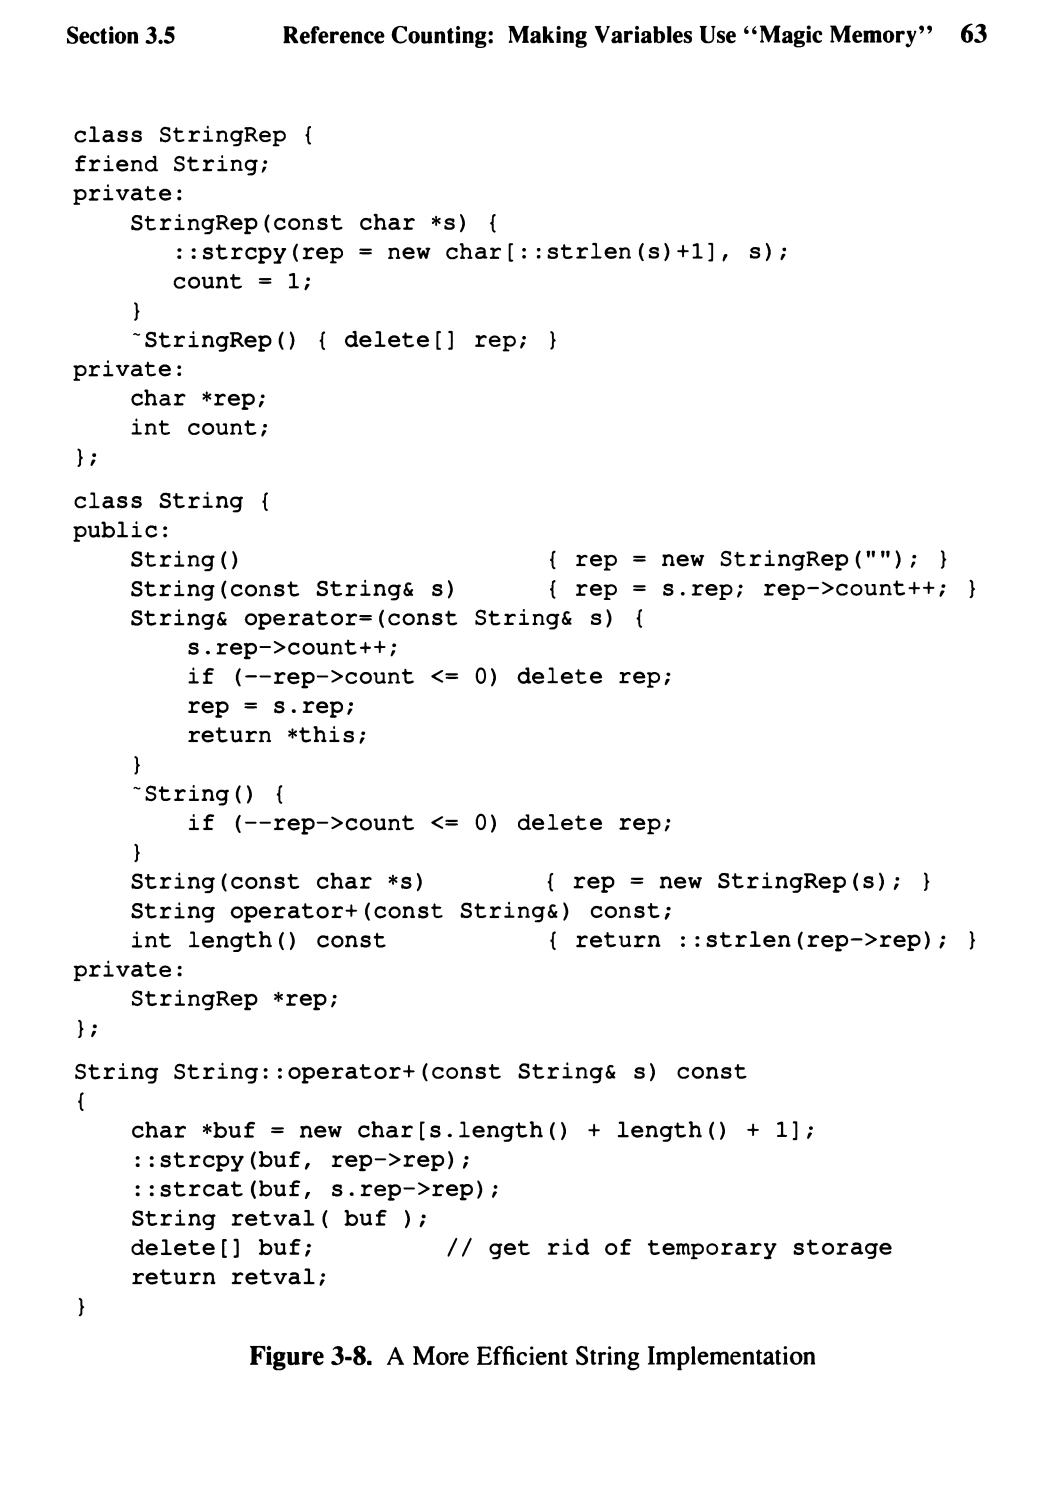 Section 3.5 Reference Counting: Making Variables Use ‘‘Magic Memory’’ 63
class StringRep {
friend String;
private:
    StringRep(const char *s) {
       ::strcpy(rep = new char[::strlen(s)+1], s);
       count = 1;
    }
    ~StringRep() { delete[] rep; }
private:
    char *rep;
    int count;
};
class String {
public:
    String()                     { rep = new StringRep(""); }
    String(const String& s)      { rep = s.rep; rep->count++; }
    String& operator=(const String& s) {
        s.rep->count++;
        if (--rep->count <= 0) delete rep;
        rep = s.rep;
        return *this;
    }
    ~String() {
        if (--rep->count <= 0) delete rep;
    }
    String(const char *s)        { rep = new StringRep(s); }
    String operator+(const String&) const;
    int length() const           { return ::strlen(rep->rep); }
private:
    StringRep *rep;
};
String String::operator+(const String& s) const
{
    char *buf = new char[s.length() + length() + 1];
    ::strcpy(buf, rep->rep);
    ::strcat(buf, s.rep->rep);
    String retval( buf );
    delete[] buf;         // get rid of temporary storage
    return retval;
}
Figure 3-8. A More Efficient String Implementation